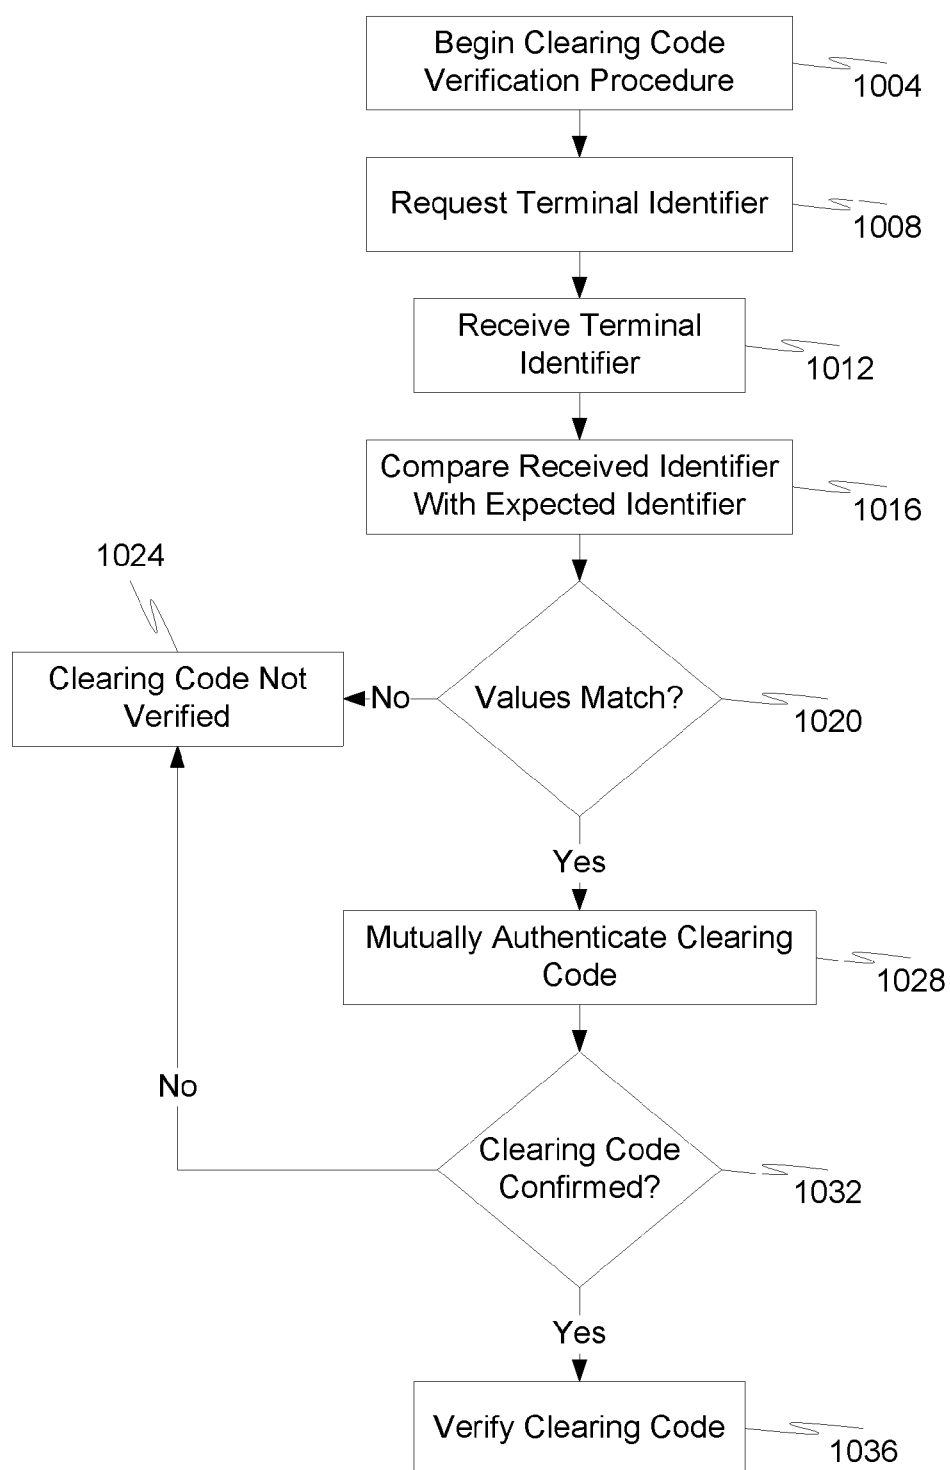 Begin Clearing Code
Verification Procedure
1004
Request Terminal Identifier
1008
Receive Terminal
Identifier
1012
Compare Received Identifier
With Expected Identifier
1016
1024
Clearing Code Not
Verified
No
Values Match?
1020
Yes
Mutually Authenticate Clearing
Code
1028
No
Clearing Code
Confirmed?
1032
Yes
Verify Clearing Code
1036